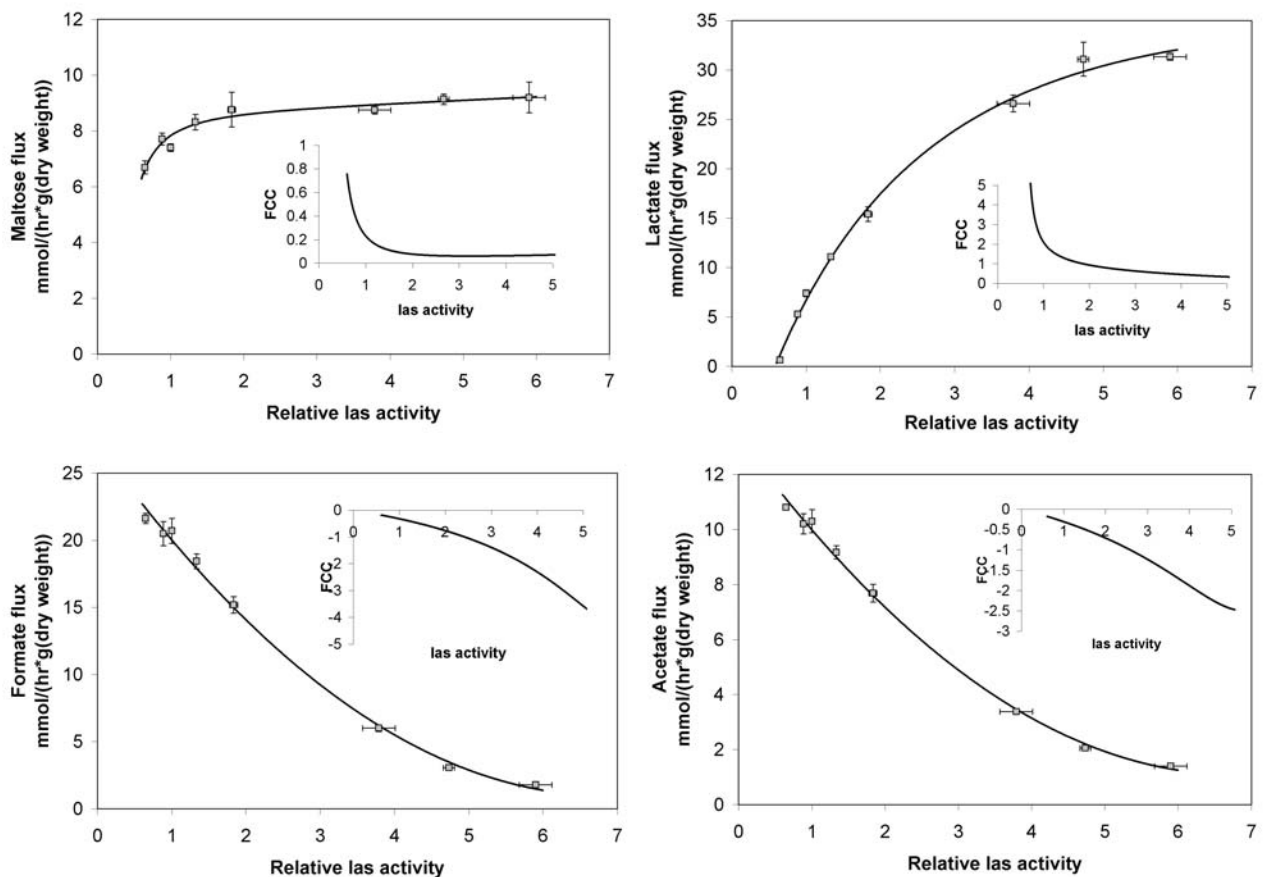 Maltose flux
mmol/(hr*g(dry weight))
12
10
8
6
4
2
0
0 1 2 3 4 5 6 7
Relative las activity
FCC
1
0.8
0.6
0.4
0.2
0
0 1 2 3 4 5
las activity
Lactate flux
mmol/(hr*g(dry weight)
35
30
25
20
15
10
5
0
0 1 2 3 4 5 6 7
Relative las activity
FCC
5
4
3
2
1
0
0 1 2 3 4 5
las activity
Formate flux
mmol/(hr*g(dry weight))
25
20
15
10
5
0
0 1 2 3 4 5 6 7
Relative las activity
FCC
0
-1
-2
-3
-4
-5
0 1 2 3 4 5
las activity
Acetate flux
mmol/(hr*g(dry weight))
12
10
8
6
4
2
0
0 1 2 3 4 5 6 7
Relative las activity
FCC
0
-0.5
-1
-1.5
-2
-2.5
-3
0 1 2 3 4 5
las activity